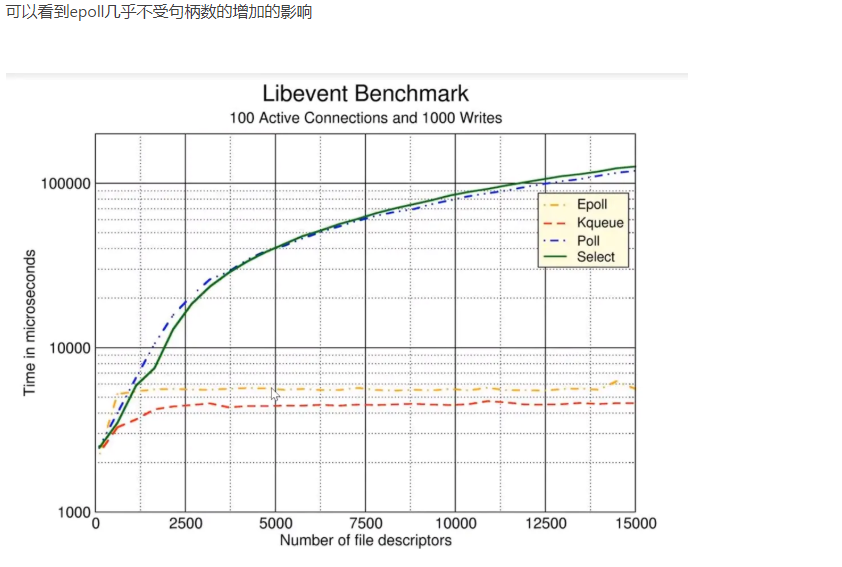 可以看到epoll几乎不受句柄数的增加的影响
Libevent Benchmark
100 Active Connections and 1000 Writes
100000
10000
1000
Time in microseconds
Epoll
Kqueue
Poll
Select
0 2500 5000 7500 10000 12500 15000
Number of file descriptors